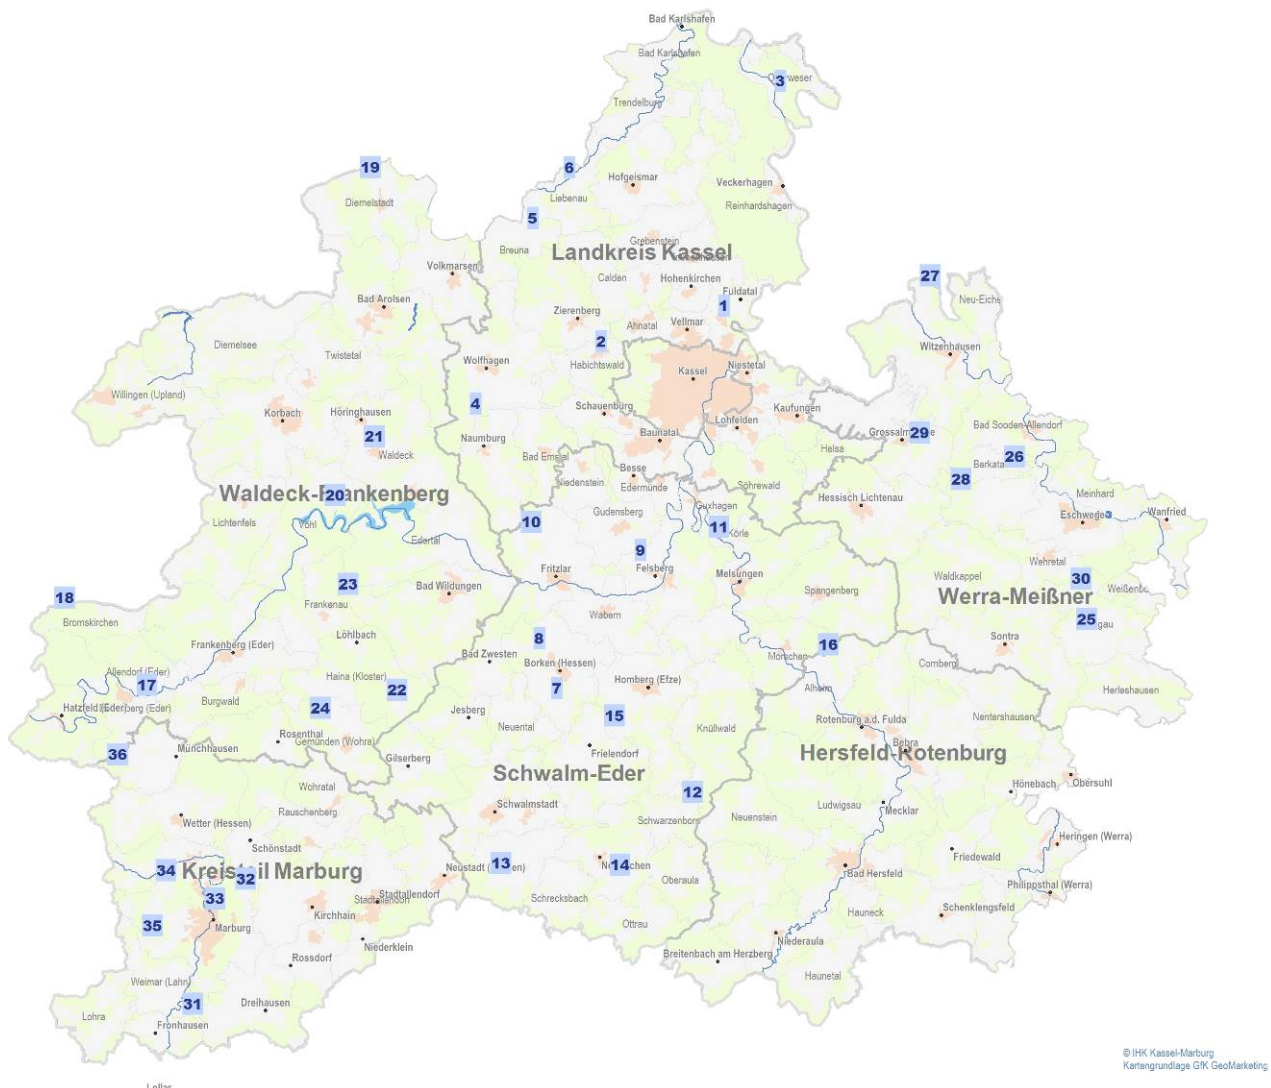 Bad Karlshafen
Bad Karlshafen
3
Trendelburg
19
6
Hofgeismar
Veckerhagen
Diemelstadt
Liebenau
Reinhardshagen
5
Grebenstein
Breuna
Landkreis Kassel
Volkmarsen
Calden
Hohenkirchen
27
Fuldatal
Neu-Eiche
Bad Arolsen
1
Zierenberg
Ahnatal
Vellmar
Diemelsee
2
Witzenhausen
Twistetal
Wolfhagen
Habichtswald
Kassel
Niestetal
Willingen (Upland)
4
Schauenburg
Kaufungen
Korbach
Höringhausen
Lohfelden
Bad Sooden-Allendorf
21
Baunatal
29
Naumburg
Helsa
Waldeck
Bad Emstal
26
Berkata
Besse
28
Niedenstein
Edermünde
Söhrewald
Waldeck-Frankenberg
20
Hessisch Lichtenau
Meinhard
Guxhagen
Gudensberg
Eschwege
Wanfried
Lichtenfels
Vöhl
10
11
Körle
Edertal
9
Wehretal
Fritzlar
Felsberg
Melsungen
Waldkappel
30
23
Bad Wildungen
Spangenberg
Werra-Meißner
Weißenbo
18
Frankenau
Wabern
25
gau
Bromskirchen
Löhlbach
8
16
Sontra
Frankenberg (Eder)
Bad Zwesten
Morschen
Borken (Hessen)
Cornberg
Allendorf (Eder)
Haina (Kloster)
Homberg (Efze)
17
22
7
Alheim
Herleshausen
Hatzfeld (Eder)
berg (Eder)
Burgwald
24
Jesberg
15
Rotenburg a.d. Fulda
Nentershausen
Rosenthal
Gemünden (Wohra)
Neuental
Knüllwald
Bebra
36
Münchhausen
Gilserberg
Frielendorf
Hersfeld-Rotenburg
Schwalm-Eder
Obersuhl
Wohratal
12
Hönebach
Rauschenberg
Schwalmstadt
Ludwigsau
Mecklar
Wetter (Hessen)
Schwarzenborn
Neuenstein
Schönstadt
Heringen (Werra)
34
Kreisteil Marburg
32
Neustadt (
en)
13
14
Friedewald
Bad Hersfeld
33
Stadtallendorf
Stadtallendorf
Oberaula
Philippsthal (Werra)
35
Kirchhain
Schrecksbach
Marburg
Hauneck
Schenklengsfeld
Ottrau
Niederklein
Niederaula
Rossdorf
Breitenbach am Herzberg
Weimar (Lahn)
Haunetal
31
Dreihausen
Lohra
Fronhausen
© IHK Kassel-Marburg
Kartengrundlage GfK GeoMarketing